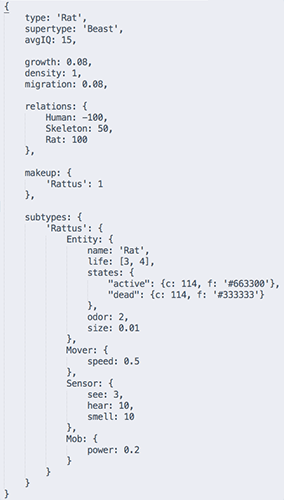 {
type: 'Rat',
supertype: 'Beast',
avgIQ: 15,
growth: 0.08,
density: 1,
migration: 0.08,
relations: {
Human: -100,
Skeleton: 50,
Rat: 100
},
makeup: {
'Rattus': 1
},
subtypes: {
'Rattus': {
Entity: {
name: 'Rat',
life: [3, 4],
states: {
"active": {c: 114, f: '#663300'},
"dead": {c: 114, f: '#333333'}
},
odor: 2,
size: 0.01
},
Mover: {
speed: 0.5
},
Sensor: {
see: 3,
hear: 10,
smell: 10
},
Mob: {
power: 0.2
}
}
}
}